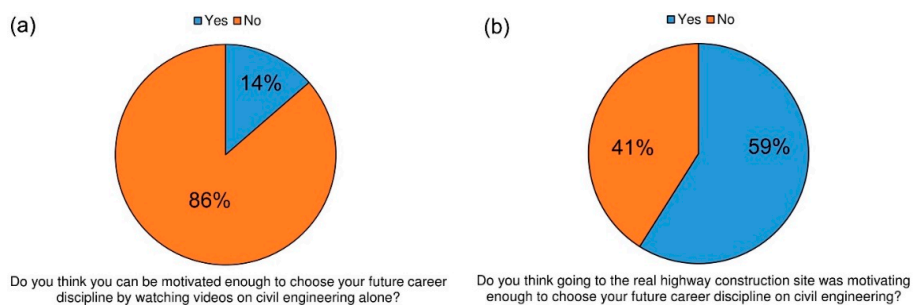 (a)
Yes No
14%
86%
Do you think you can be motivated enough to choose your future career
discipline by watching videos on civil engineering alone?
(b)
Yes No
41%
59%
Do you think going to the real highway construction site was motivating
enough to choose your future career discipline on civil engineering?